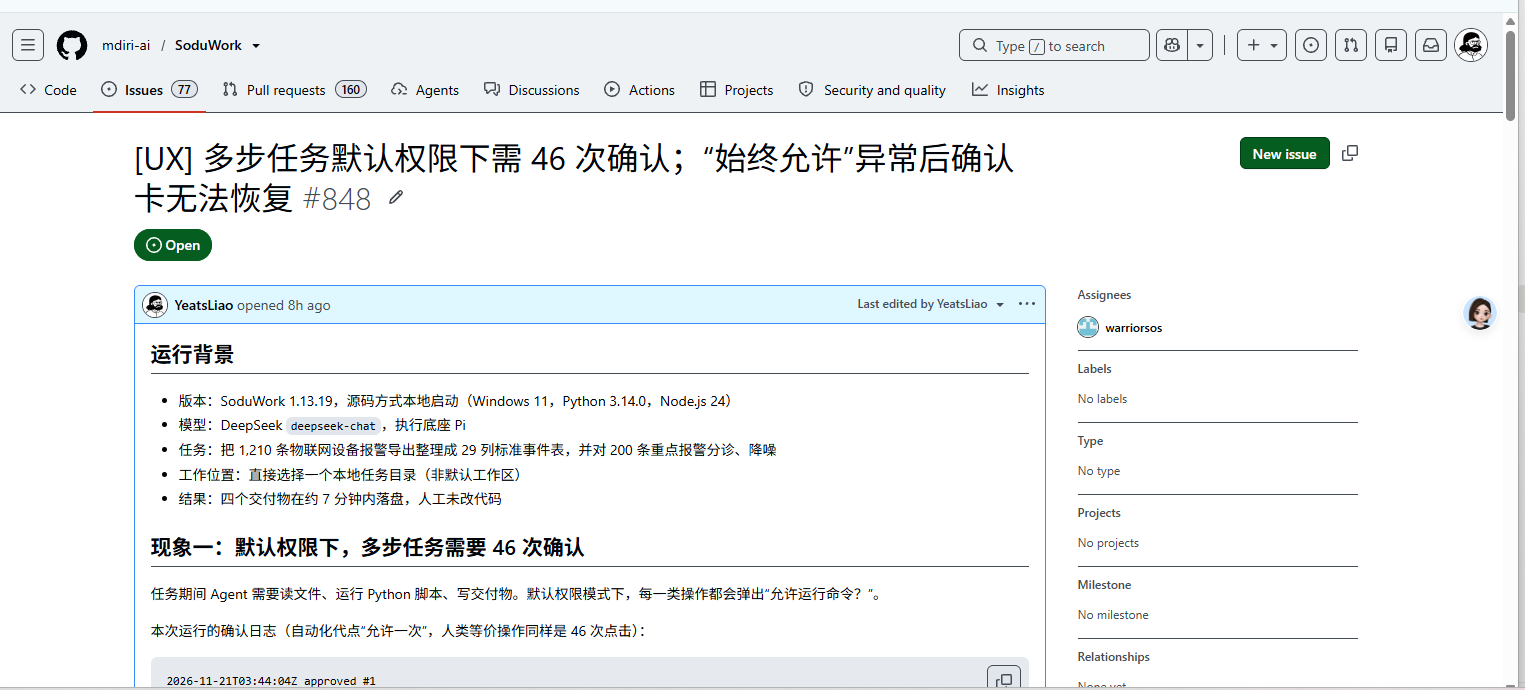 mdiri-ai / SoduWork
Type / to search
Code
Issues 77
Pull requests 160
Agents
Discussions
Actions
Projects
Security and quality
Insights
[UX] 多步任务默认权限下需 46 次确认；“始终允许”异常后确认
卡无法恢复 #848
New issue
Open
YeatsLiao opened 8h ago
Last edited by YeatsLiao
运行背景
版本：SoduWork 1.13.19，源码方式本地启动（Windows 11，Python 3.14.0，Node.js 24）
模型：DeepSeek deepseek-chat，执行底座 Pi
任务：把 1,210 条物联网设备报警导出整理成 29 列标准事件表，并对 200 条重点报警分诊、降噪
工作位置：直接选择一个本地任务目录（非默认工作区）
结果：四个交付物在约 7 分钟内落盘，人工未改代码
现象一：默认权限下，多步任务需要 46 次确认
任务期间 Agent 需要读文件、运行 Python 脚本、写交付物。默认权限模式下，每一类操作都会弹出“允许运行命令？”。
本次运行的确认日志（自动化代点“允许一次”，人类等价操作同样是 46 次点击）：
2026-11-21T03:44:04Z approved #1
Assignees
warriorsos
Labels
No labels
Type
No type
Projects
No projects
Milestone
No milestone
Relationships
None yet